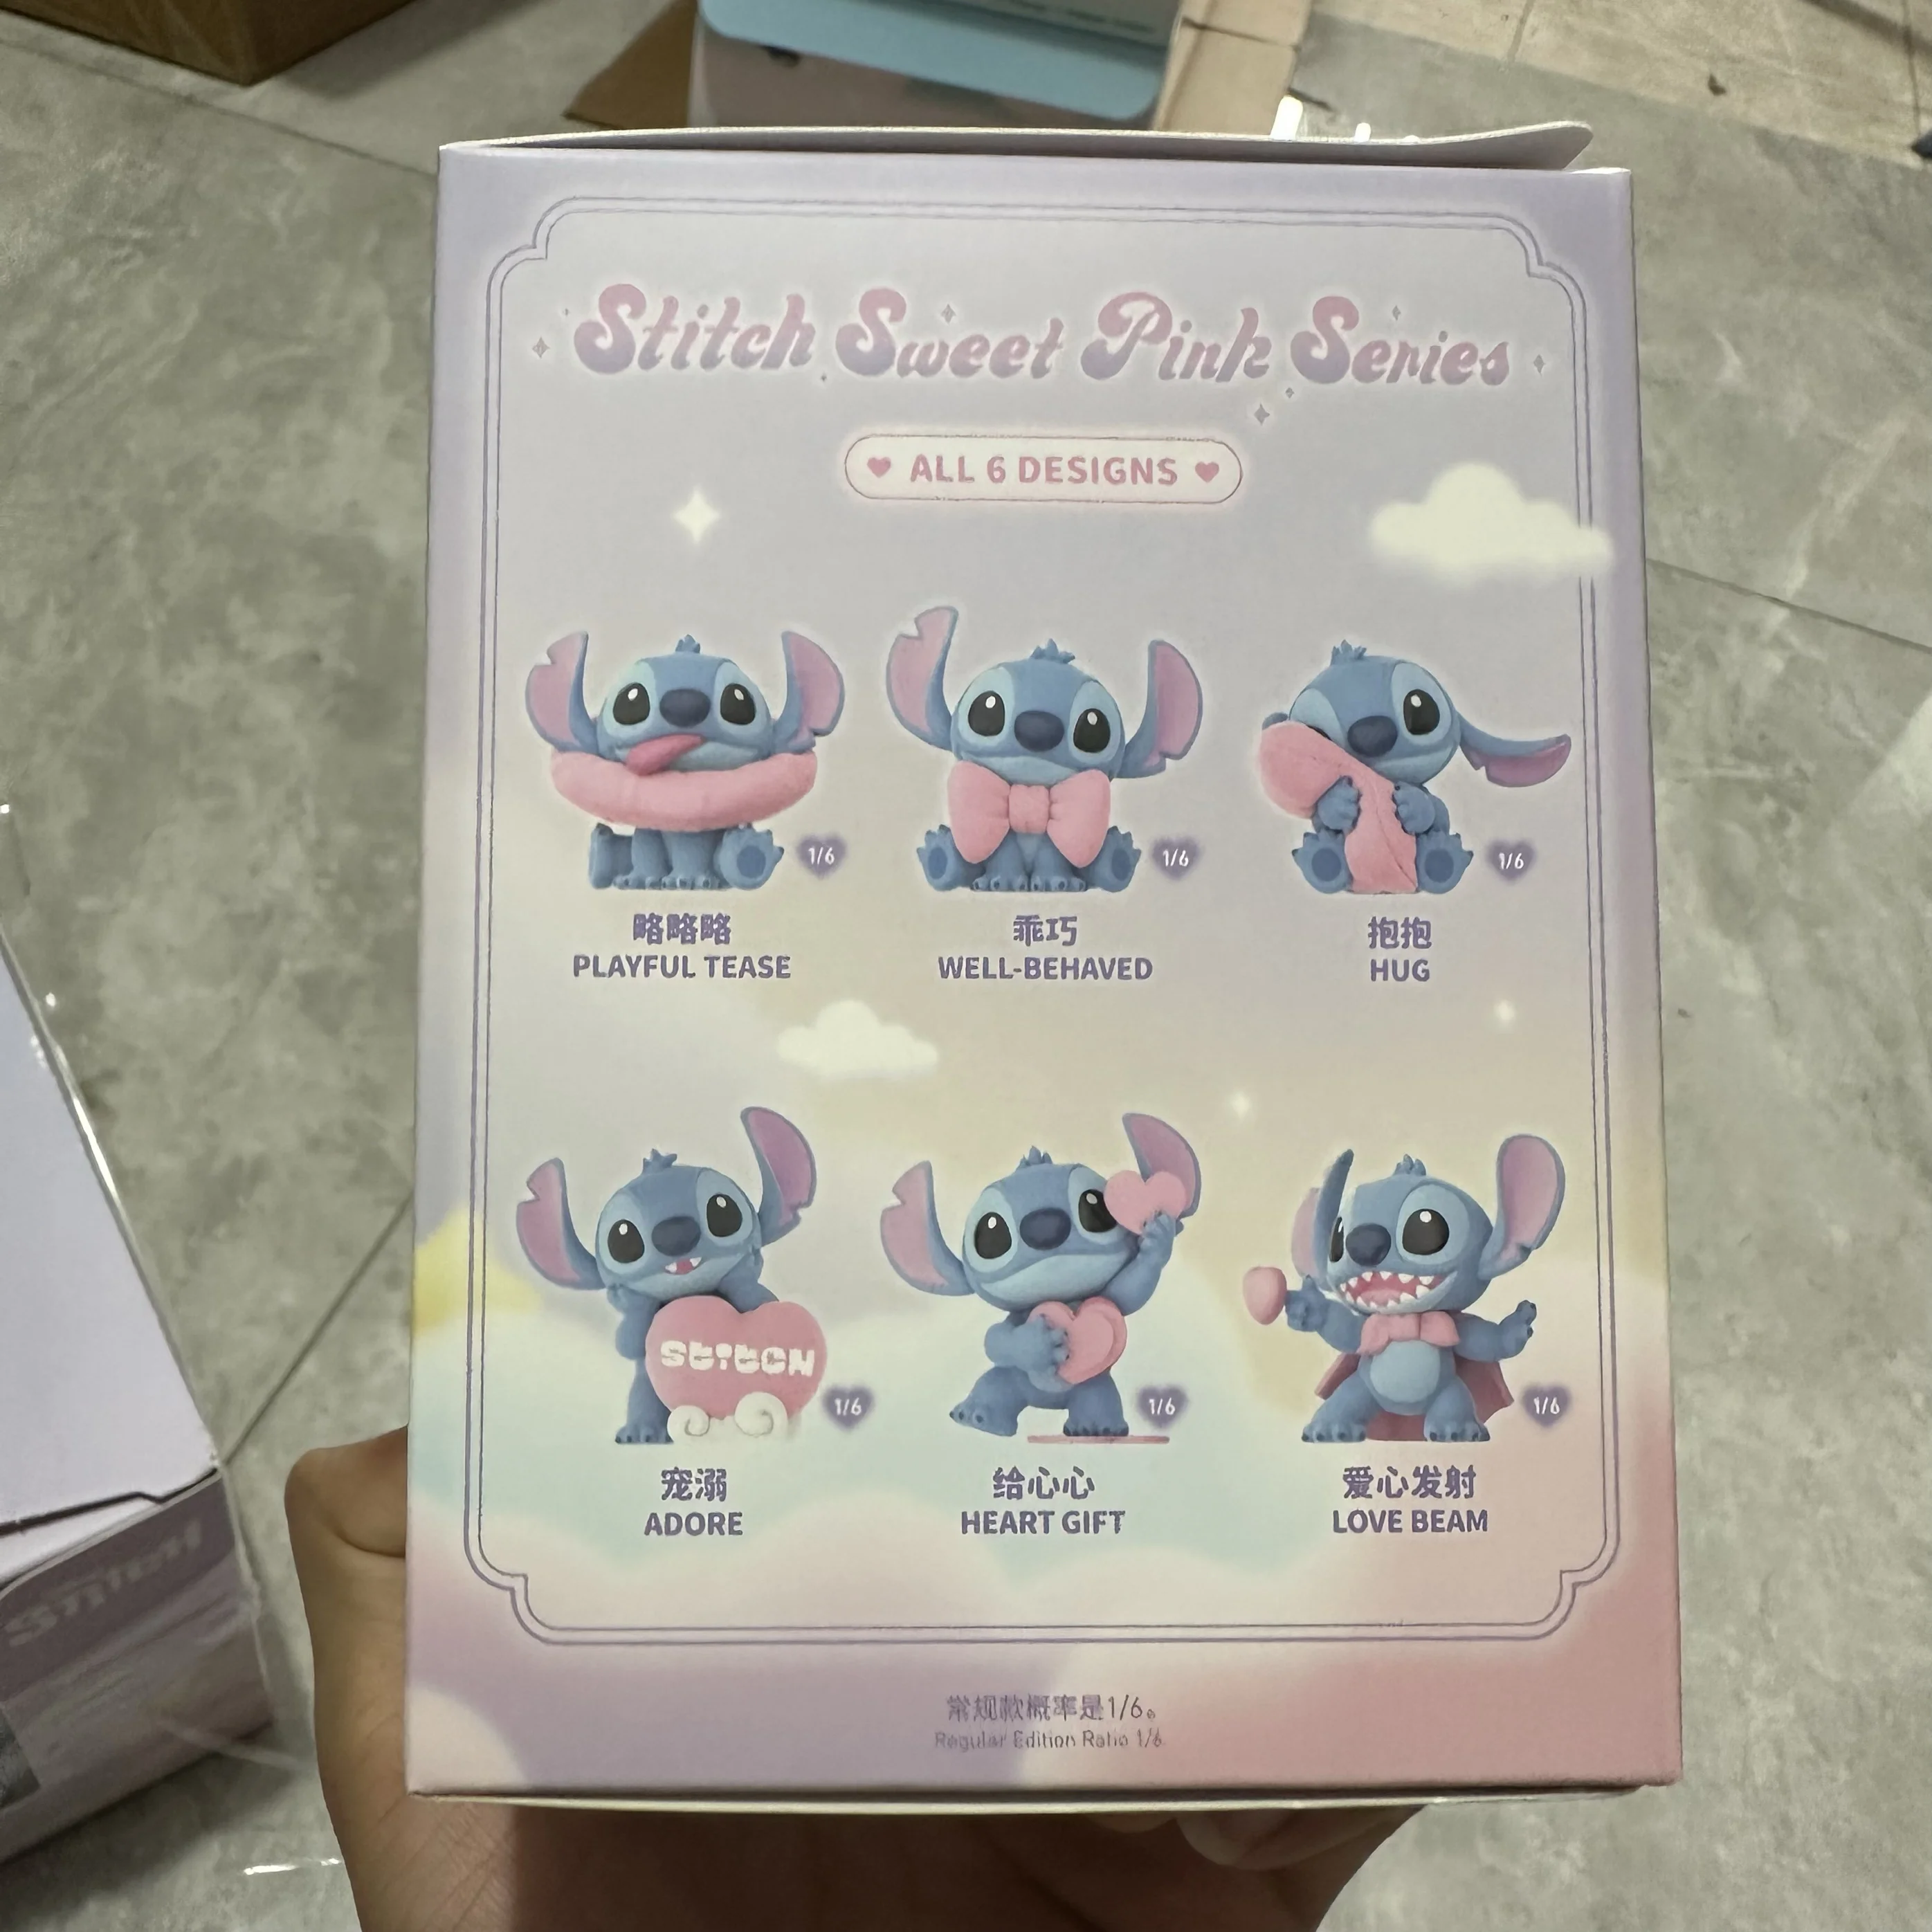 Stitch Sweet Pink Series
ALL 6 DESIGNS
1/6
1/6
1/6
略略略
PLAYFUL TEASE
乖巧
WELL-BEHAVED
抱抱
HUG
STITCH
1/6
1/6
1/6
宠溺
ADORE
给心心
HEART GIFT
爱心发射
LOVE BEAM
常规款概率是1/6。
Regular Edition Ratio 1/6
Stitch